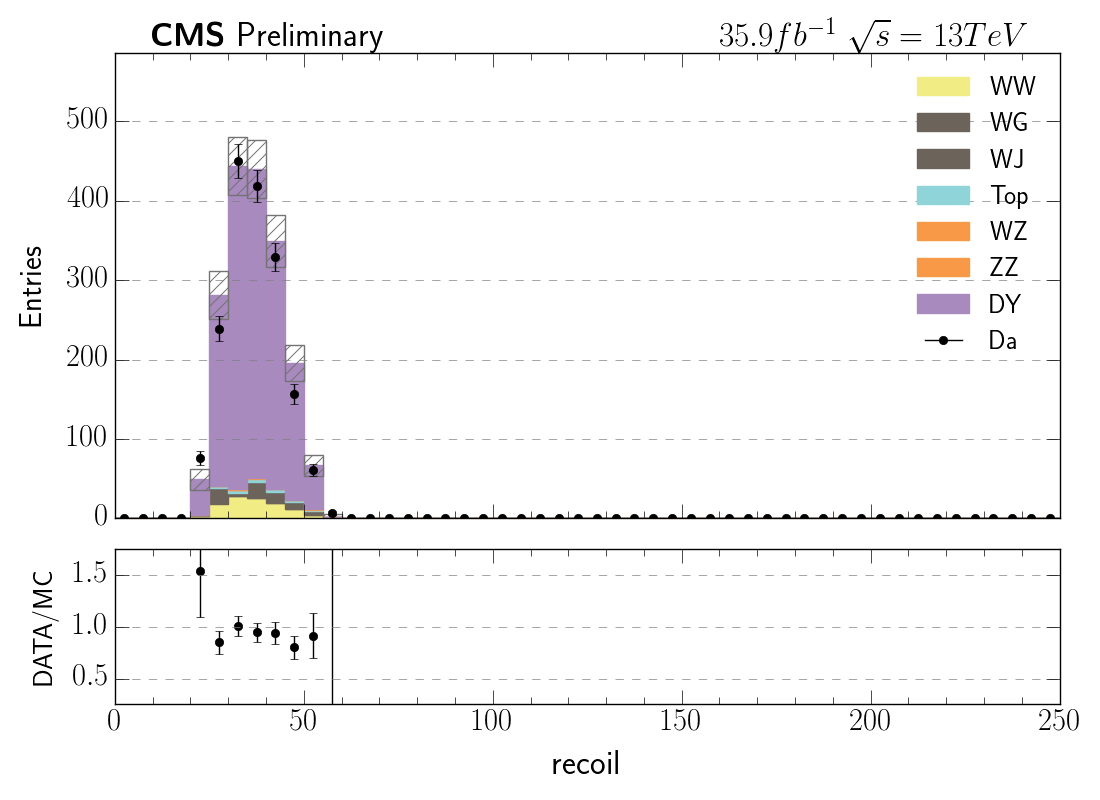 CMS Preliminary
35.9fb⁻¹ √s = 13TeV
Entries
500
400
300
200
100
0
WW
WG
WJ
Top
WZ
ZZ
DY
Da
DATA/MC
1.5
1.0
0.5
0 50 100 150 200 250
recoil